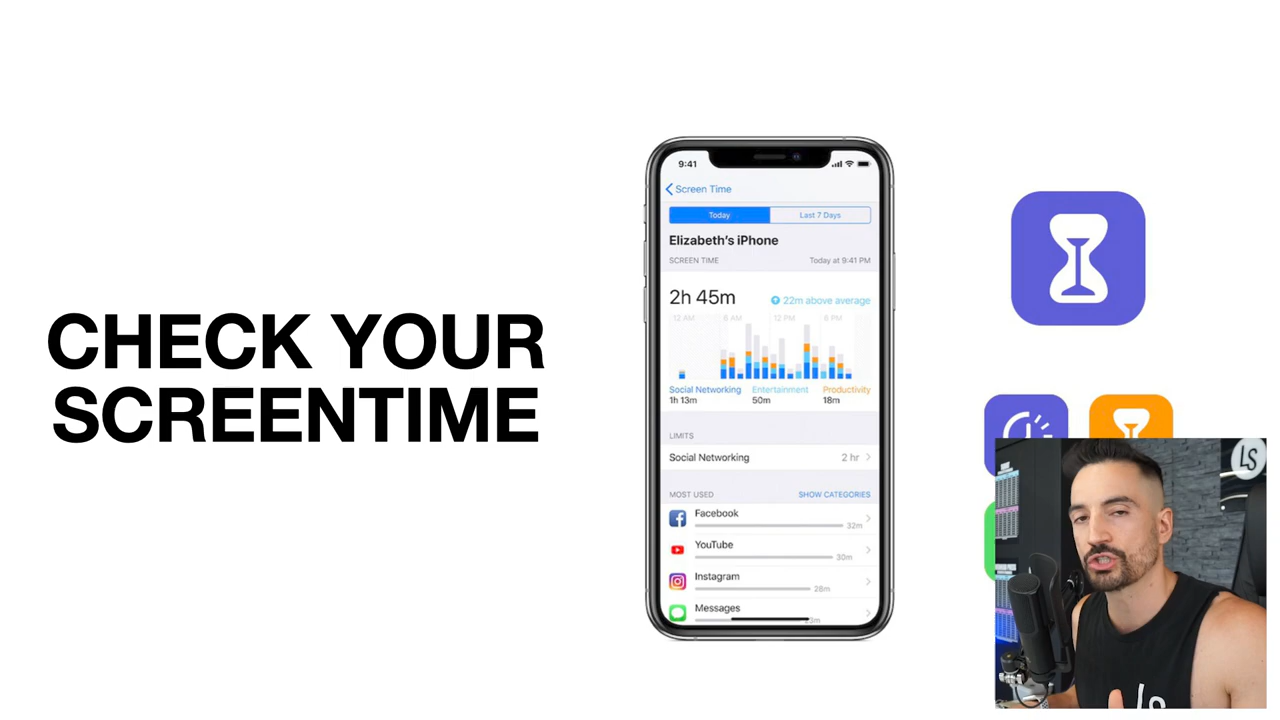 CHECK YOUR
SCREENTIME
9:41
Screen Time
Today
Last 7 Days
Elizabeth's iPhone
SCREEN TIME
Today at 9:41 PM
2h 45m
22m above average
12 AM
6 AM
12 PM
6 PM
Social Networking
Entertainment
Productivity
1h 13m
50m
18m
LIMITS
Social Networking
2 hr
MOST USED
SHOW CATEGORIES
Facebook
32m
YouTube
30m
Instagram
28m
Messages
LS
LS